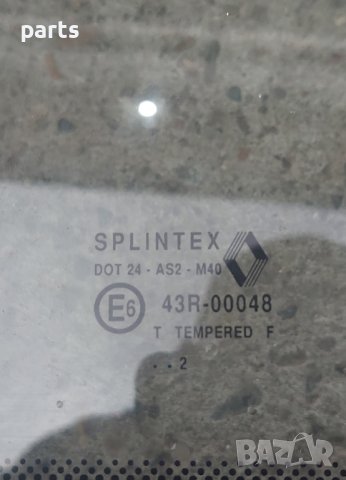 parts
SPLINTEX
DOT 24 - AS2 - M40
E6 43R-00048
T TEMPERED F
. . 2
BAZAR